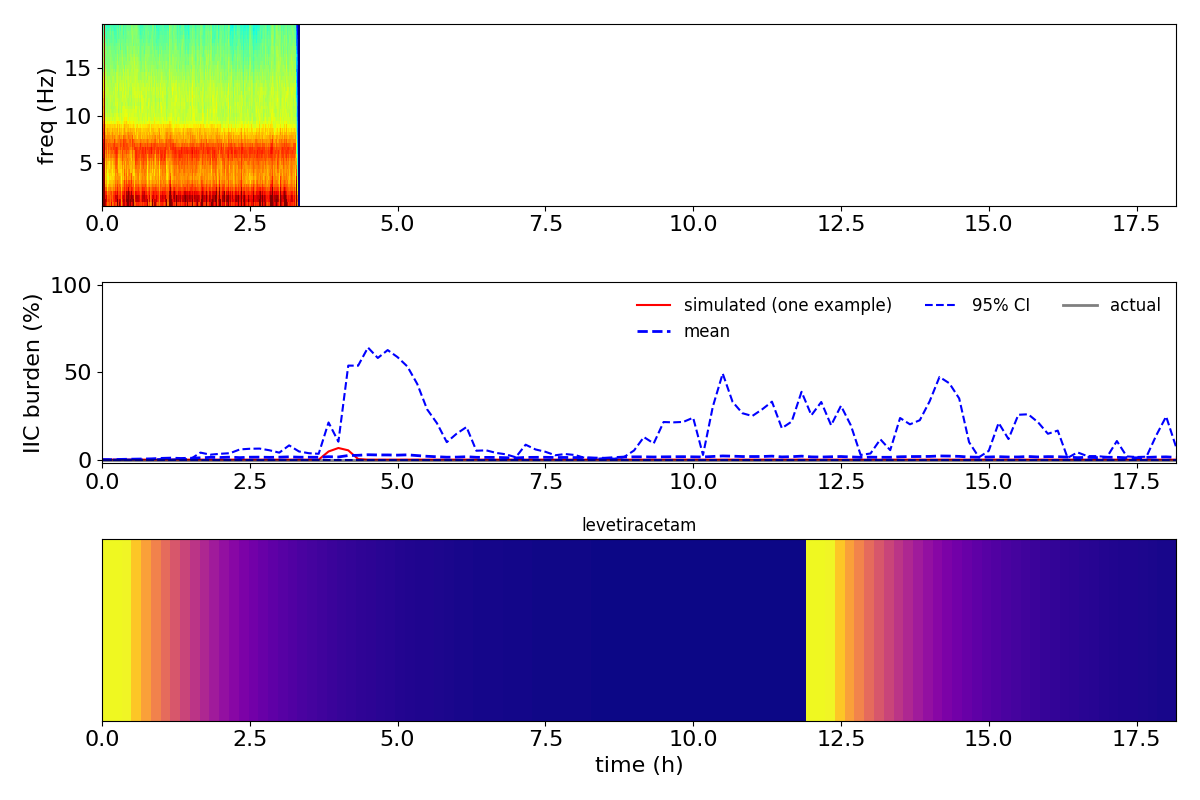 freq (Hz)
15
10
5
0.0 2.5 5.0 7.5 10.0 12.5 15.0 17.5
IIC burden (%)
100
50
0
simulated (one example) 95% CI actual
mean
0.0 2.5 5.0 7.5 10.0 12.5 15.0 17.5
levetiracetam
0.0 2.5 5.0 7.5 10.0 12.5 15.0 17.5
time (h)